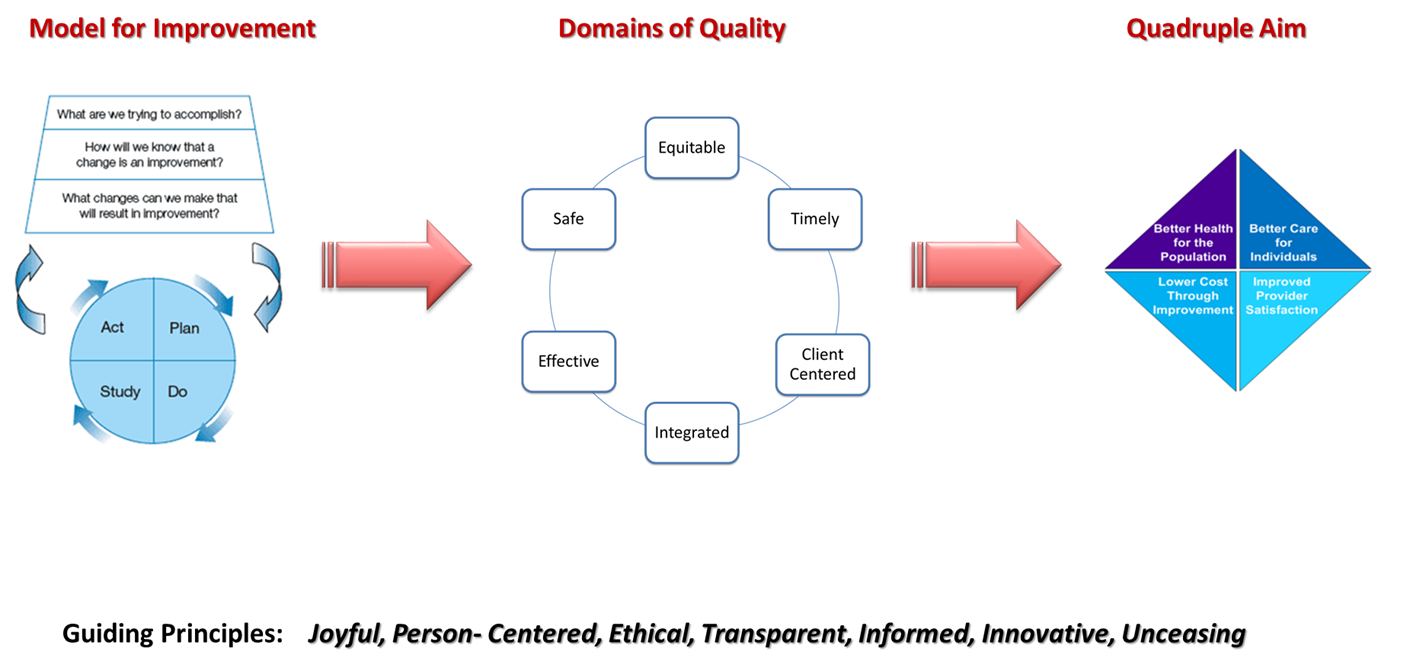 Model for Improvement
Domains of Quality
Quadruple Aim
What are we trying to accomplish?
How will we know that a
change is an improvement?
What changes can we make that
will result in improvement?
Act
Plan
Study
Do
Equitable
Safe
Timely
Effective
Client
Centered
Integrated
Better Health
for the
Population
Better Care
for
Individuals
Lower Cost
Through
Improvement
Improved
Provider
Satisfaction
Guiding Principles: Joyful, Person- Centered, Ethical, Transparent, Informed, Innovative, Unceasing